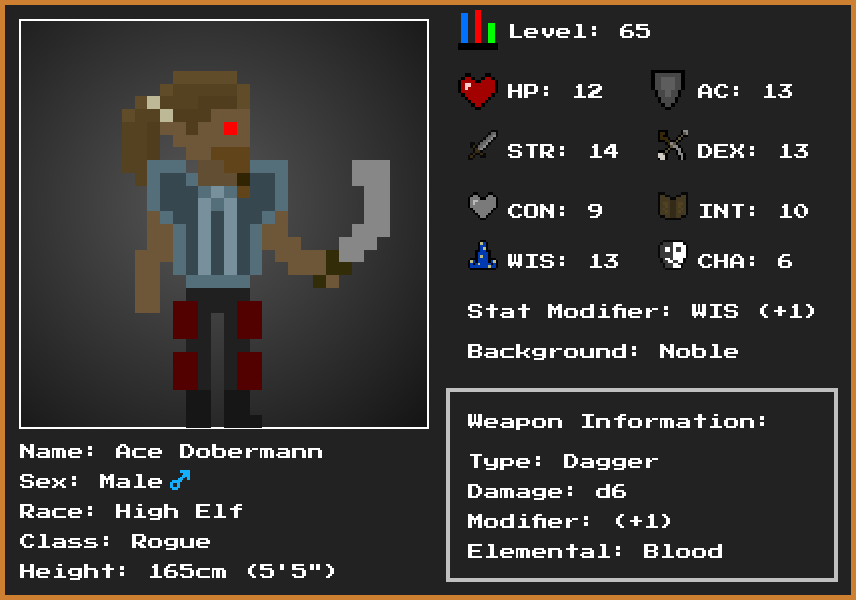 Level: 65
HP: 12
AC: 13
STR: 14
DEX: 13
CON: 9
INT: 10
WIS: 13
CHA: 6
Stat Modifier: WIS (+1)
Background: Noble
Weapon Information:
Type: Dagger
Damage: d6
Modifier: (+1)
Elemental: Blood
Name: Ace Dobermann
Sex: Male ♂
Race: High Elf
Class: Rogue
Height: 165cm (5'5")